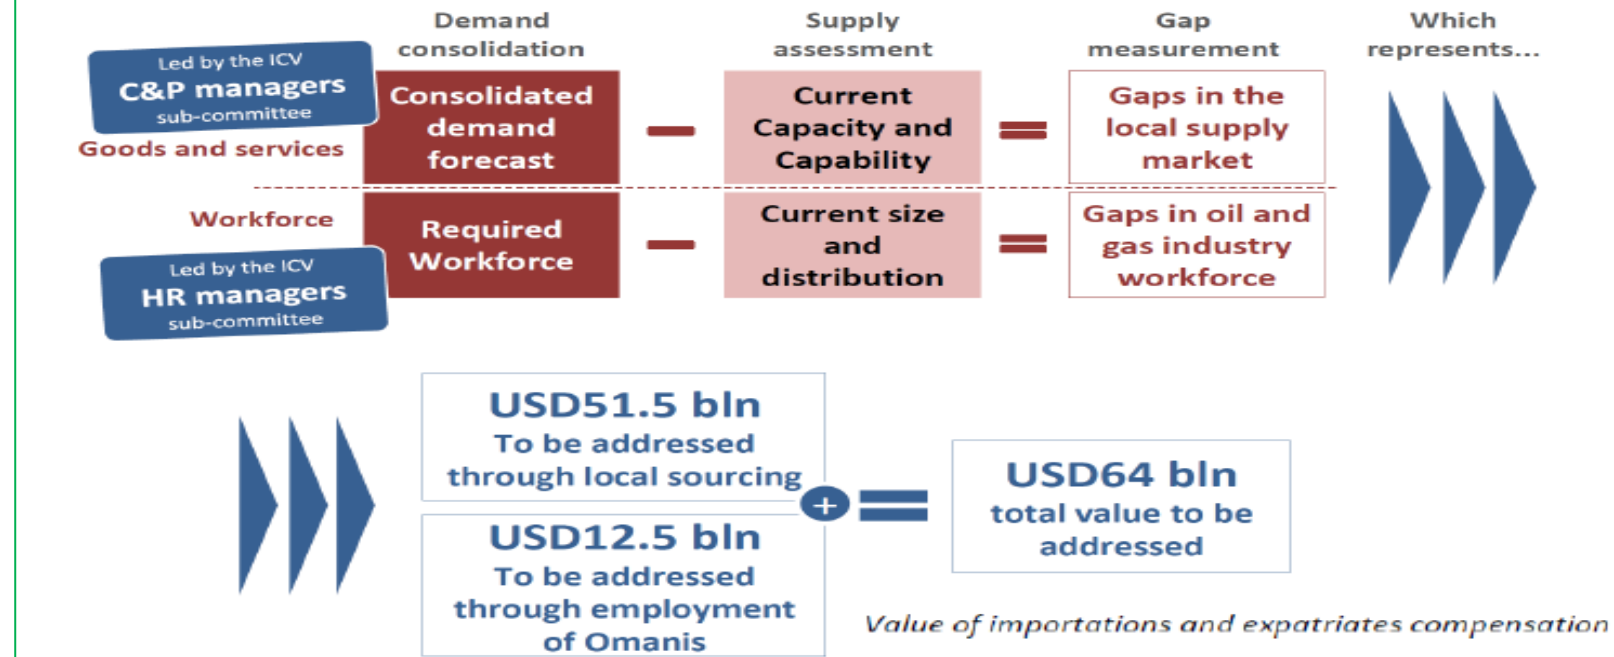 Demand
consolidation
Supply
assessment
Gap
measurement
Which
represents...
Led by the ICV
C&P managers
sub-committee
Goods and services
Consolidated
demand
forecast
Current
Capacity and
Capability
Gaps in the
local supply
market
Workforce
Led by the ICV
HR managers
sub-committee
Required
Workforce
Current size
and
distribution
Gaps in oil and
gas industry
workforce
USD51.5 bln
To be addressed
through local sourcing
+
USD12.5 bln
To be addressed
through employment
of Omanis
USD64 bln
total value to be
addressed
Value of importations and expatriates compensation